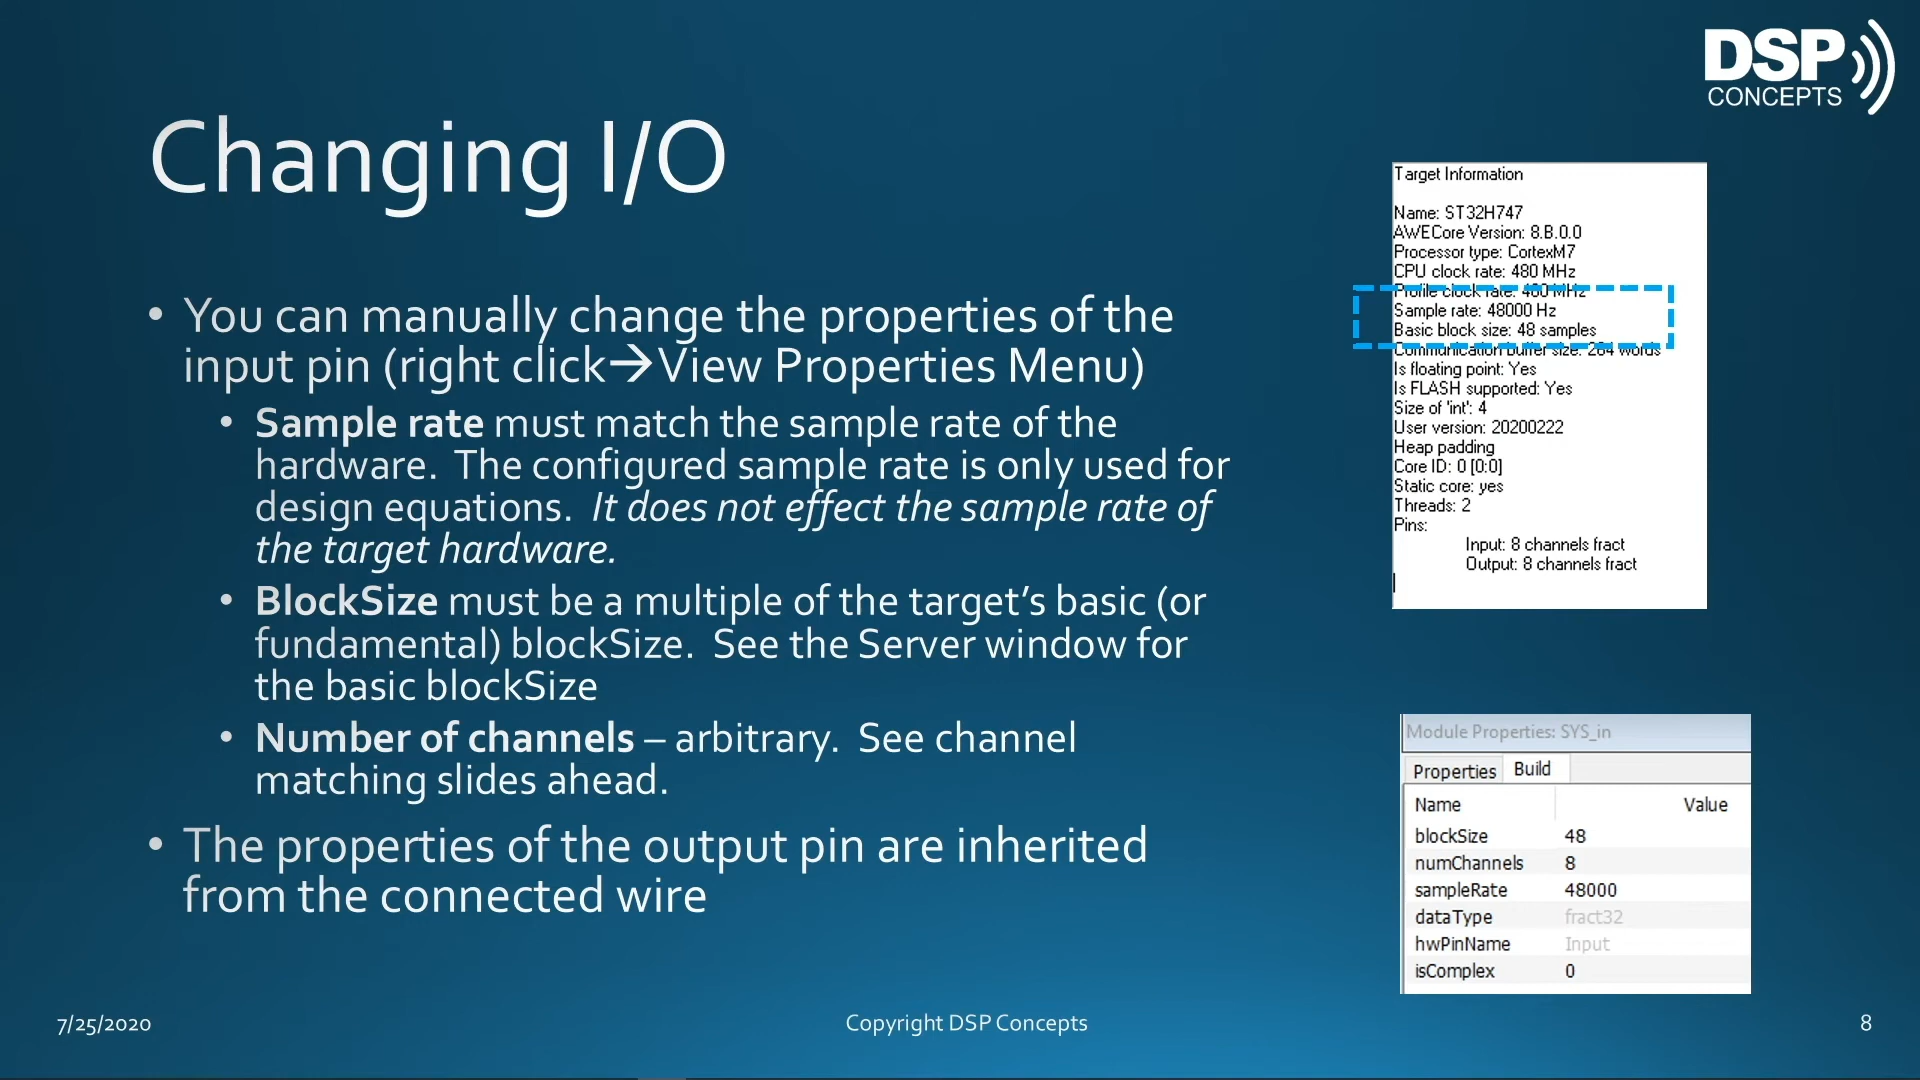 DSP
CONCEPTS
Changing I/O
• You can manually change the properties of the
input pin (right click→View Properties Menu)
• Sample rate must match the sample rate of the
hardware. The configured sample rate is only used for
design equations. It does not effect the sample rate of
the target hardware.
• BlockSize must be a multiple of the target's basic (or
fundamental) blockSize. See the Server window for
the basic blockSize
• Number of channels – arbitrary. See channel
matching slides ahead.
• The properties of the output pin are inherited
from the connected wire
Target Information
Name: ST32H747
AWECore Version: 8.B.0.0
Processor type: CortexM7
CPU clock rate: 480 MHz
Profile clock rate: 480 MHz
Sample rate: 48000 Hz
Basic block size: 48 samples
Communication buffer size: 264 words
Is floating point: Yes
Is FLASH supported: Yes
Size of 'int': 4
User version: 20200222
Heap padding
Core ID: 0 [0:0]
Static core: yes
Threads: 2
Pins:
Input: 8 channels fract
Output: 8 channels fract
Module Properties: SYS_in
Properties Build
Name Value
blockSize 48
numChannels 8
sampleRate 48000
dataType fract32
hwPinName Input
isComplex 0
7/25/2020
Copyright DSP Concepts
8